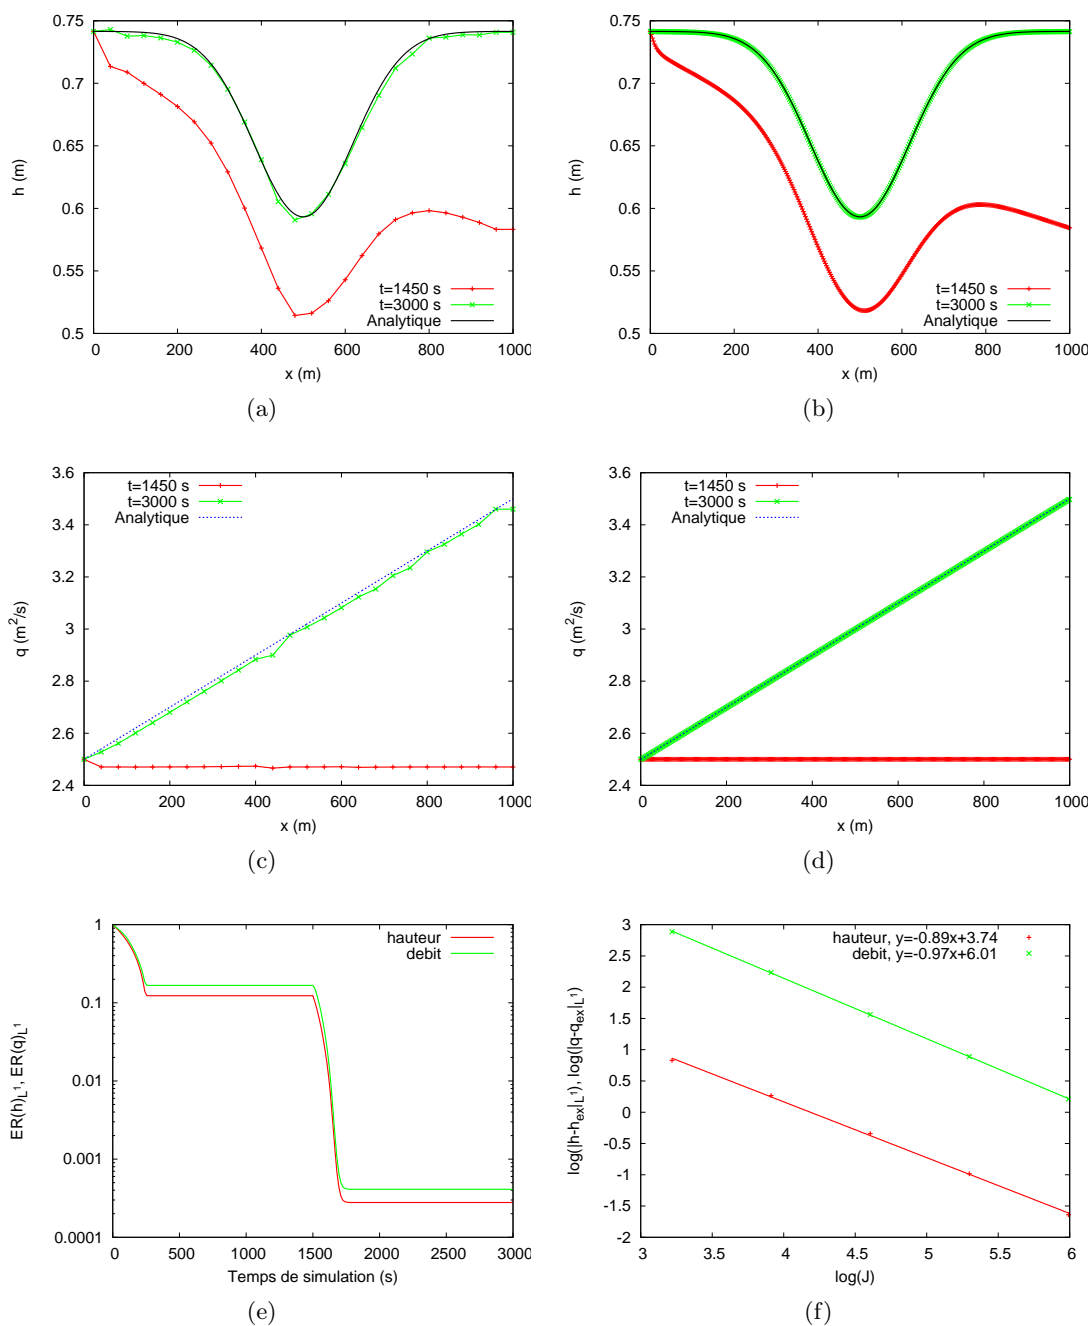 0.75
0.7
0.65
0.6
0.55
0.5
h (m)
t=1450 s
t=3000 s
Analytique
0 200 400 600 800 1000
x (m)
(a)
0.75
0.7
0.65
0.6
0.55
0.5
h (m)
t=1450 s
t=3000 s
Analytique
0 200 400 600 800 1000
x (m)
(b)
3.6
3.4
3.2
3
2.8
2.6
2.4
q (m²/s)
t=1450 s
t=3000 s
Analytique
0 200 400 600 800 1000
x (m)
(c)
3.6
3.4
3.2
3
2.8
2.6
2.4
q (m²/s)
t=1450 s
t=3000 s
Analytique
0 200 400 600 800 1000
x (m)
(d)
1
0.1
0.01
0.001
0.0001
ER(h)_L¹, ER(q)_L¹
hauteur
debit
0 500 1000 1500 2000 2500 3000
Temps de simulation (s)
(e)
3
2.5
2
1.5
1
0.5
0
-0.5
-1
-1.5
-2
log(|h-h_ex|_L¹), log(|q-q_ex|_L¹)
hauteur, y=-0.89x+3.74
debit, y=-0.97x+6.01
3 3.5 4 4.5 5 5.5 6
log(J)
(f)